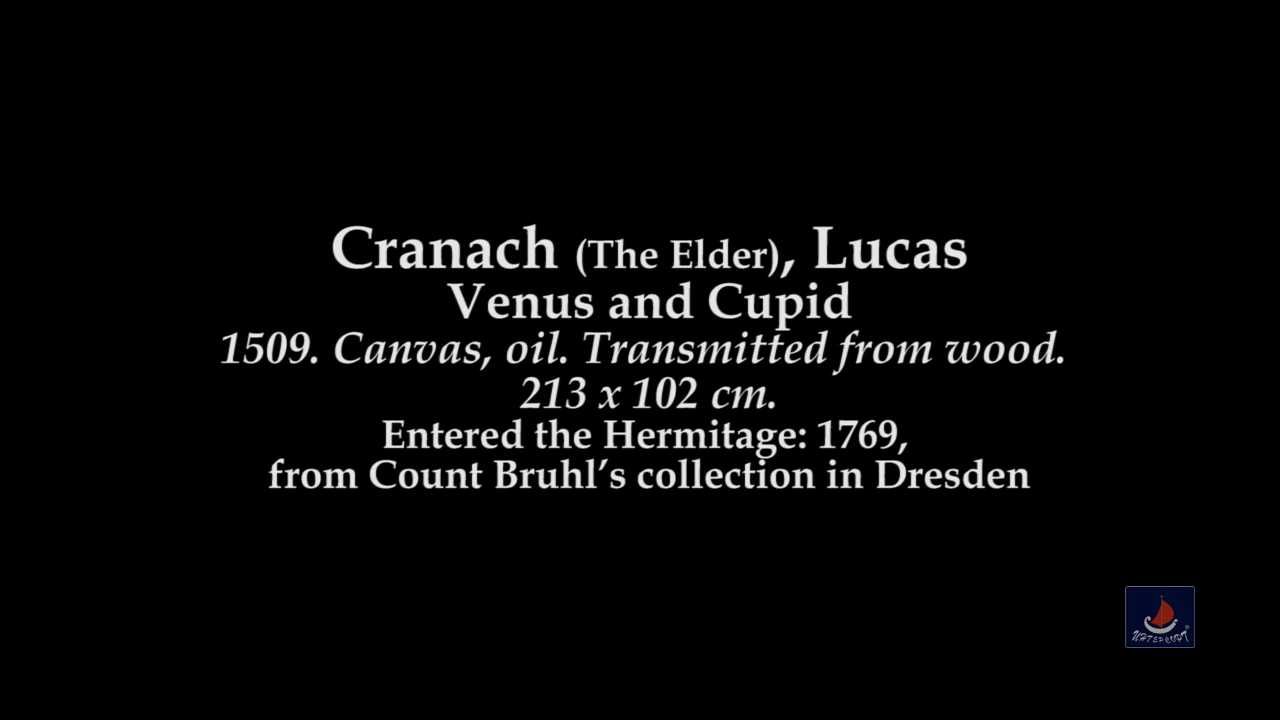 Cranach (The Elder), Lucas
Venus and Cupid
1509. Canvas, oil. Transmitted from wood.
213 x 102 cm.
Entered the Hermitage: 1769,
from Count Bruhl’s collection in Dresden